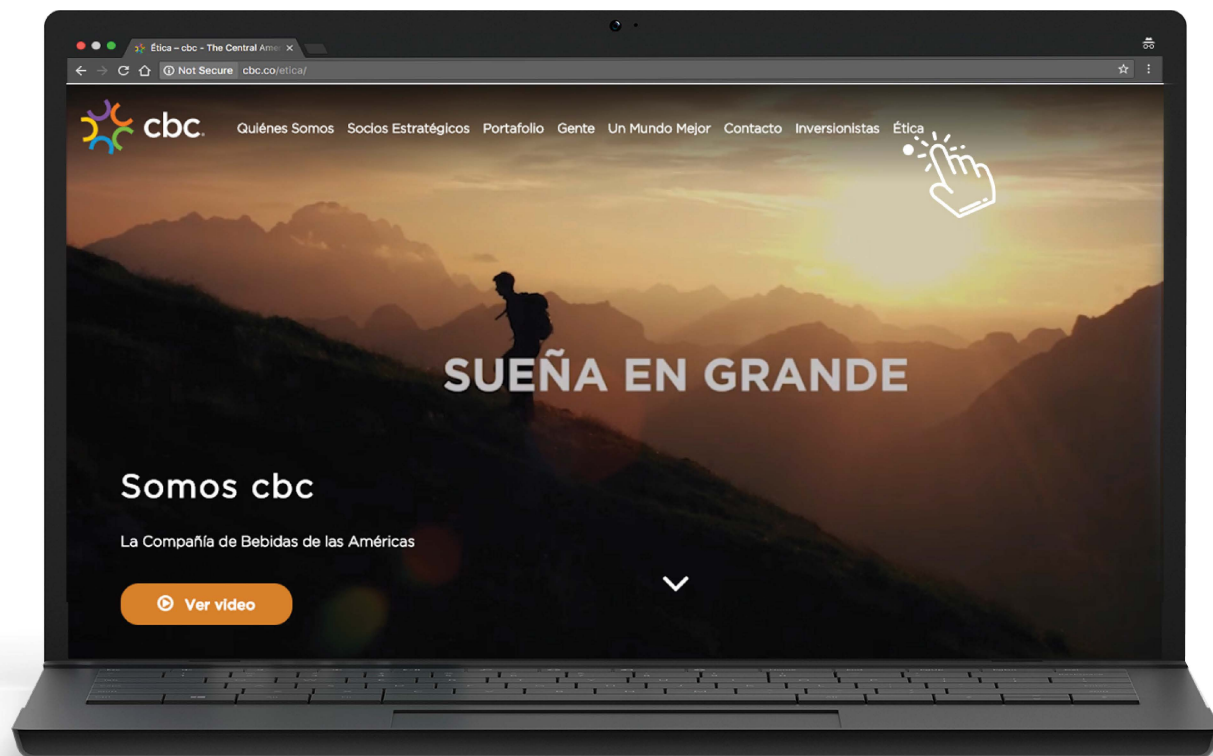 Ética – cbc – The Central Amer
Not Secure cbc.co/etica/
cbc.
Quiénes Somos Socios Estratégicos Portafolio Gente Un Mundo Mejor Contacto Inversionistas Ética
SUEÑA EN GRANDE
Somos cbc
La Compañía de Bebidas de las Américas
Ver video